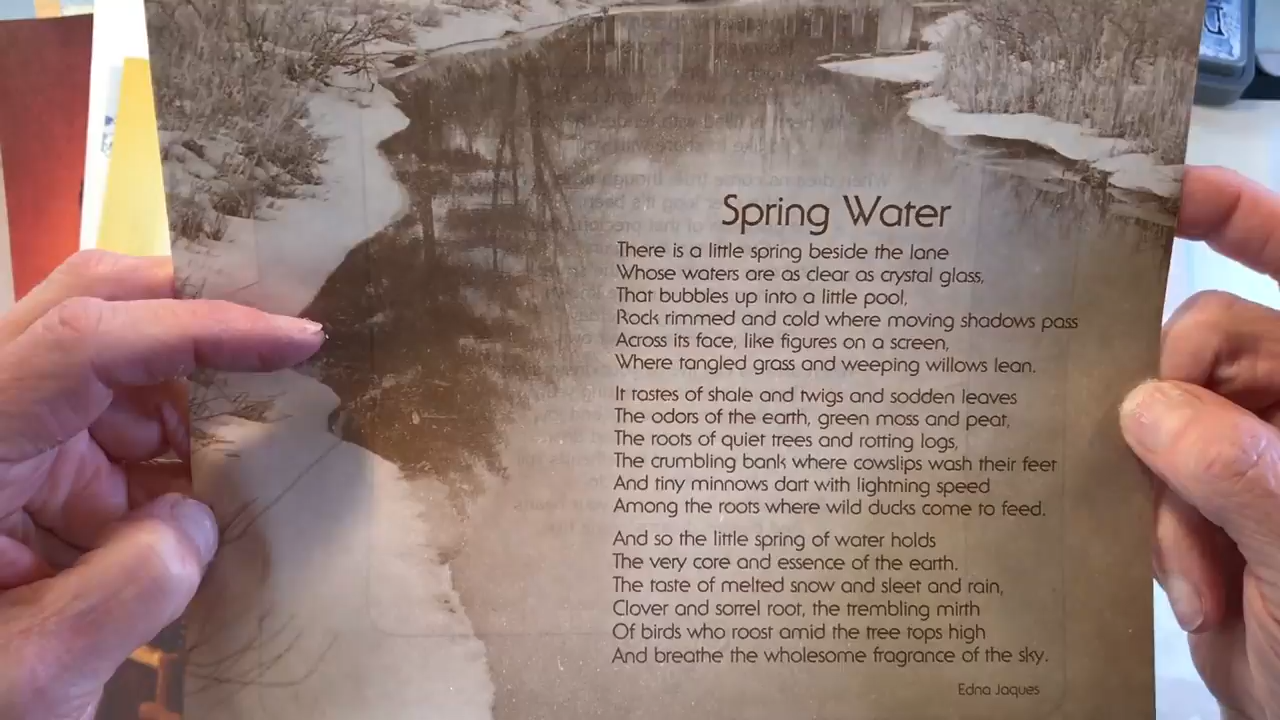 Spring Water
There is a little spring beside the lane
Whose waters are as clear as crystal glass,
That bubbles up into a little pool,
Rock rimmed and cold where moving shadows pass
Across its face, like figures on a screen,
Where tangled grass and weeping willows lean.
It tastes of shale and twigs and sodden leaves
The odors of the earth, green moss and peat,
The roots of quiet trees and rotting logs,
The crumbling bank where cowslips wash their feet
And tiny minnows dart with lightning speed
Among the roots where wild ducks come to feed.
And so the little spring of water holds
The very core and essence of the earth.
The taste of melted snow and sleet and rain,
Clover and sorrel root, the trembling mirth
Of birds who roost amid the tree tops high
And breathe the wholesome fragrance of the sky.
Edna Jaques